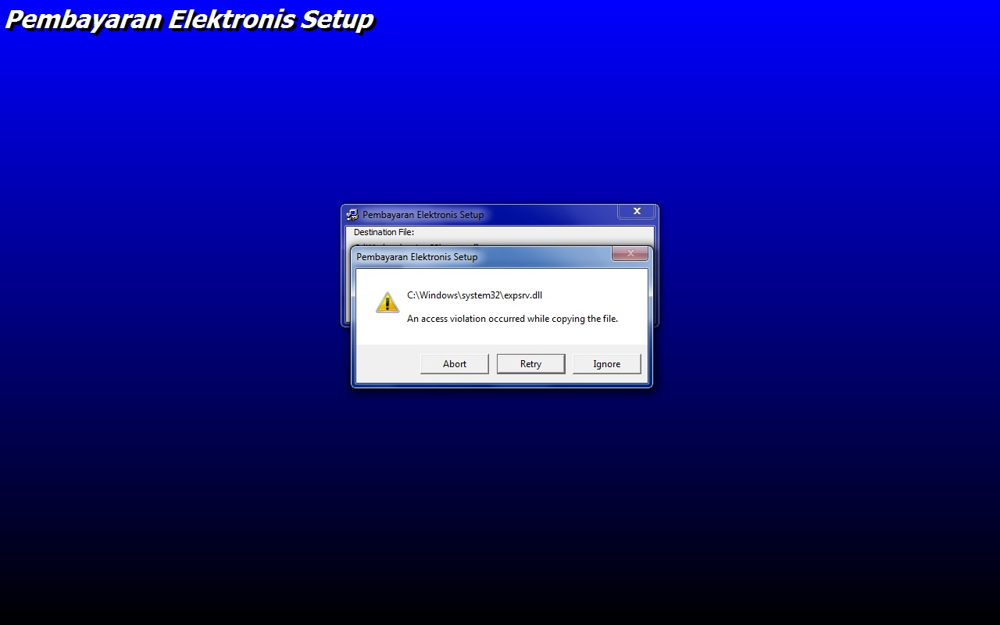 Pembayaran Elektronis Setup
Pembayaran Elektronis Setup
Destination File:
Pembayaran Elektronis Setup
C:\Windows\system32\expsrv.dll
An access violation occurred while copying the file.
Abort
Retry
Ignore